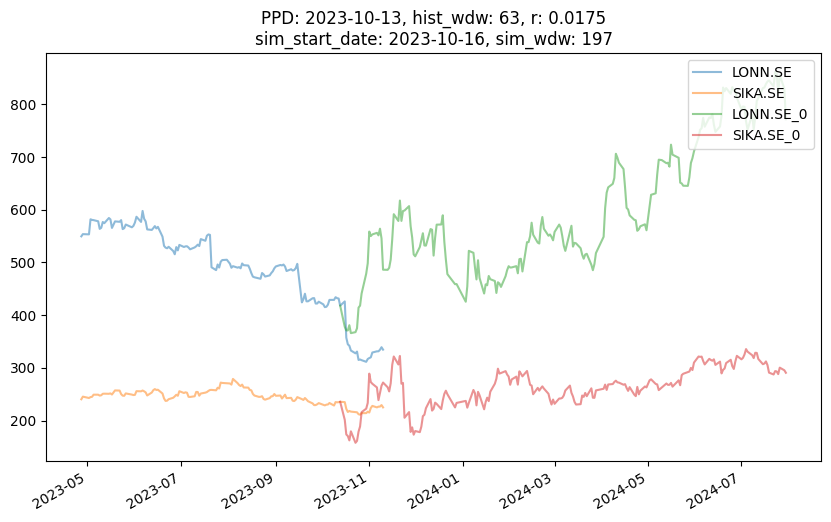 PPD: 2023-10-13, hist_wdw: 63, r: 0.0175
sim_start_date: 2023-10-16, sim_wdw: 197
LONN.SE
SIKA.SE
LONN.SE_0
SIKA.SE_0
800
700
600
500
400
300
200
2023-05
2023-07
2023-09
2023-11
2024-01
2024-03
2024-05
2024-07